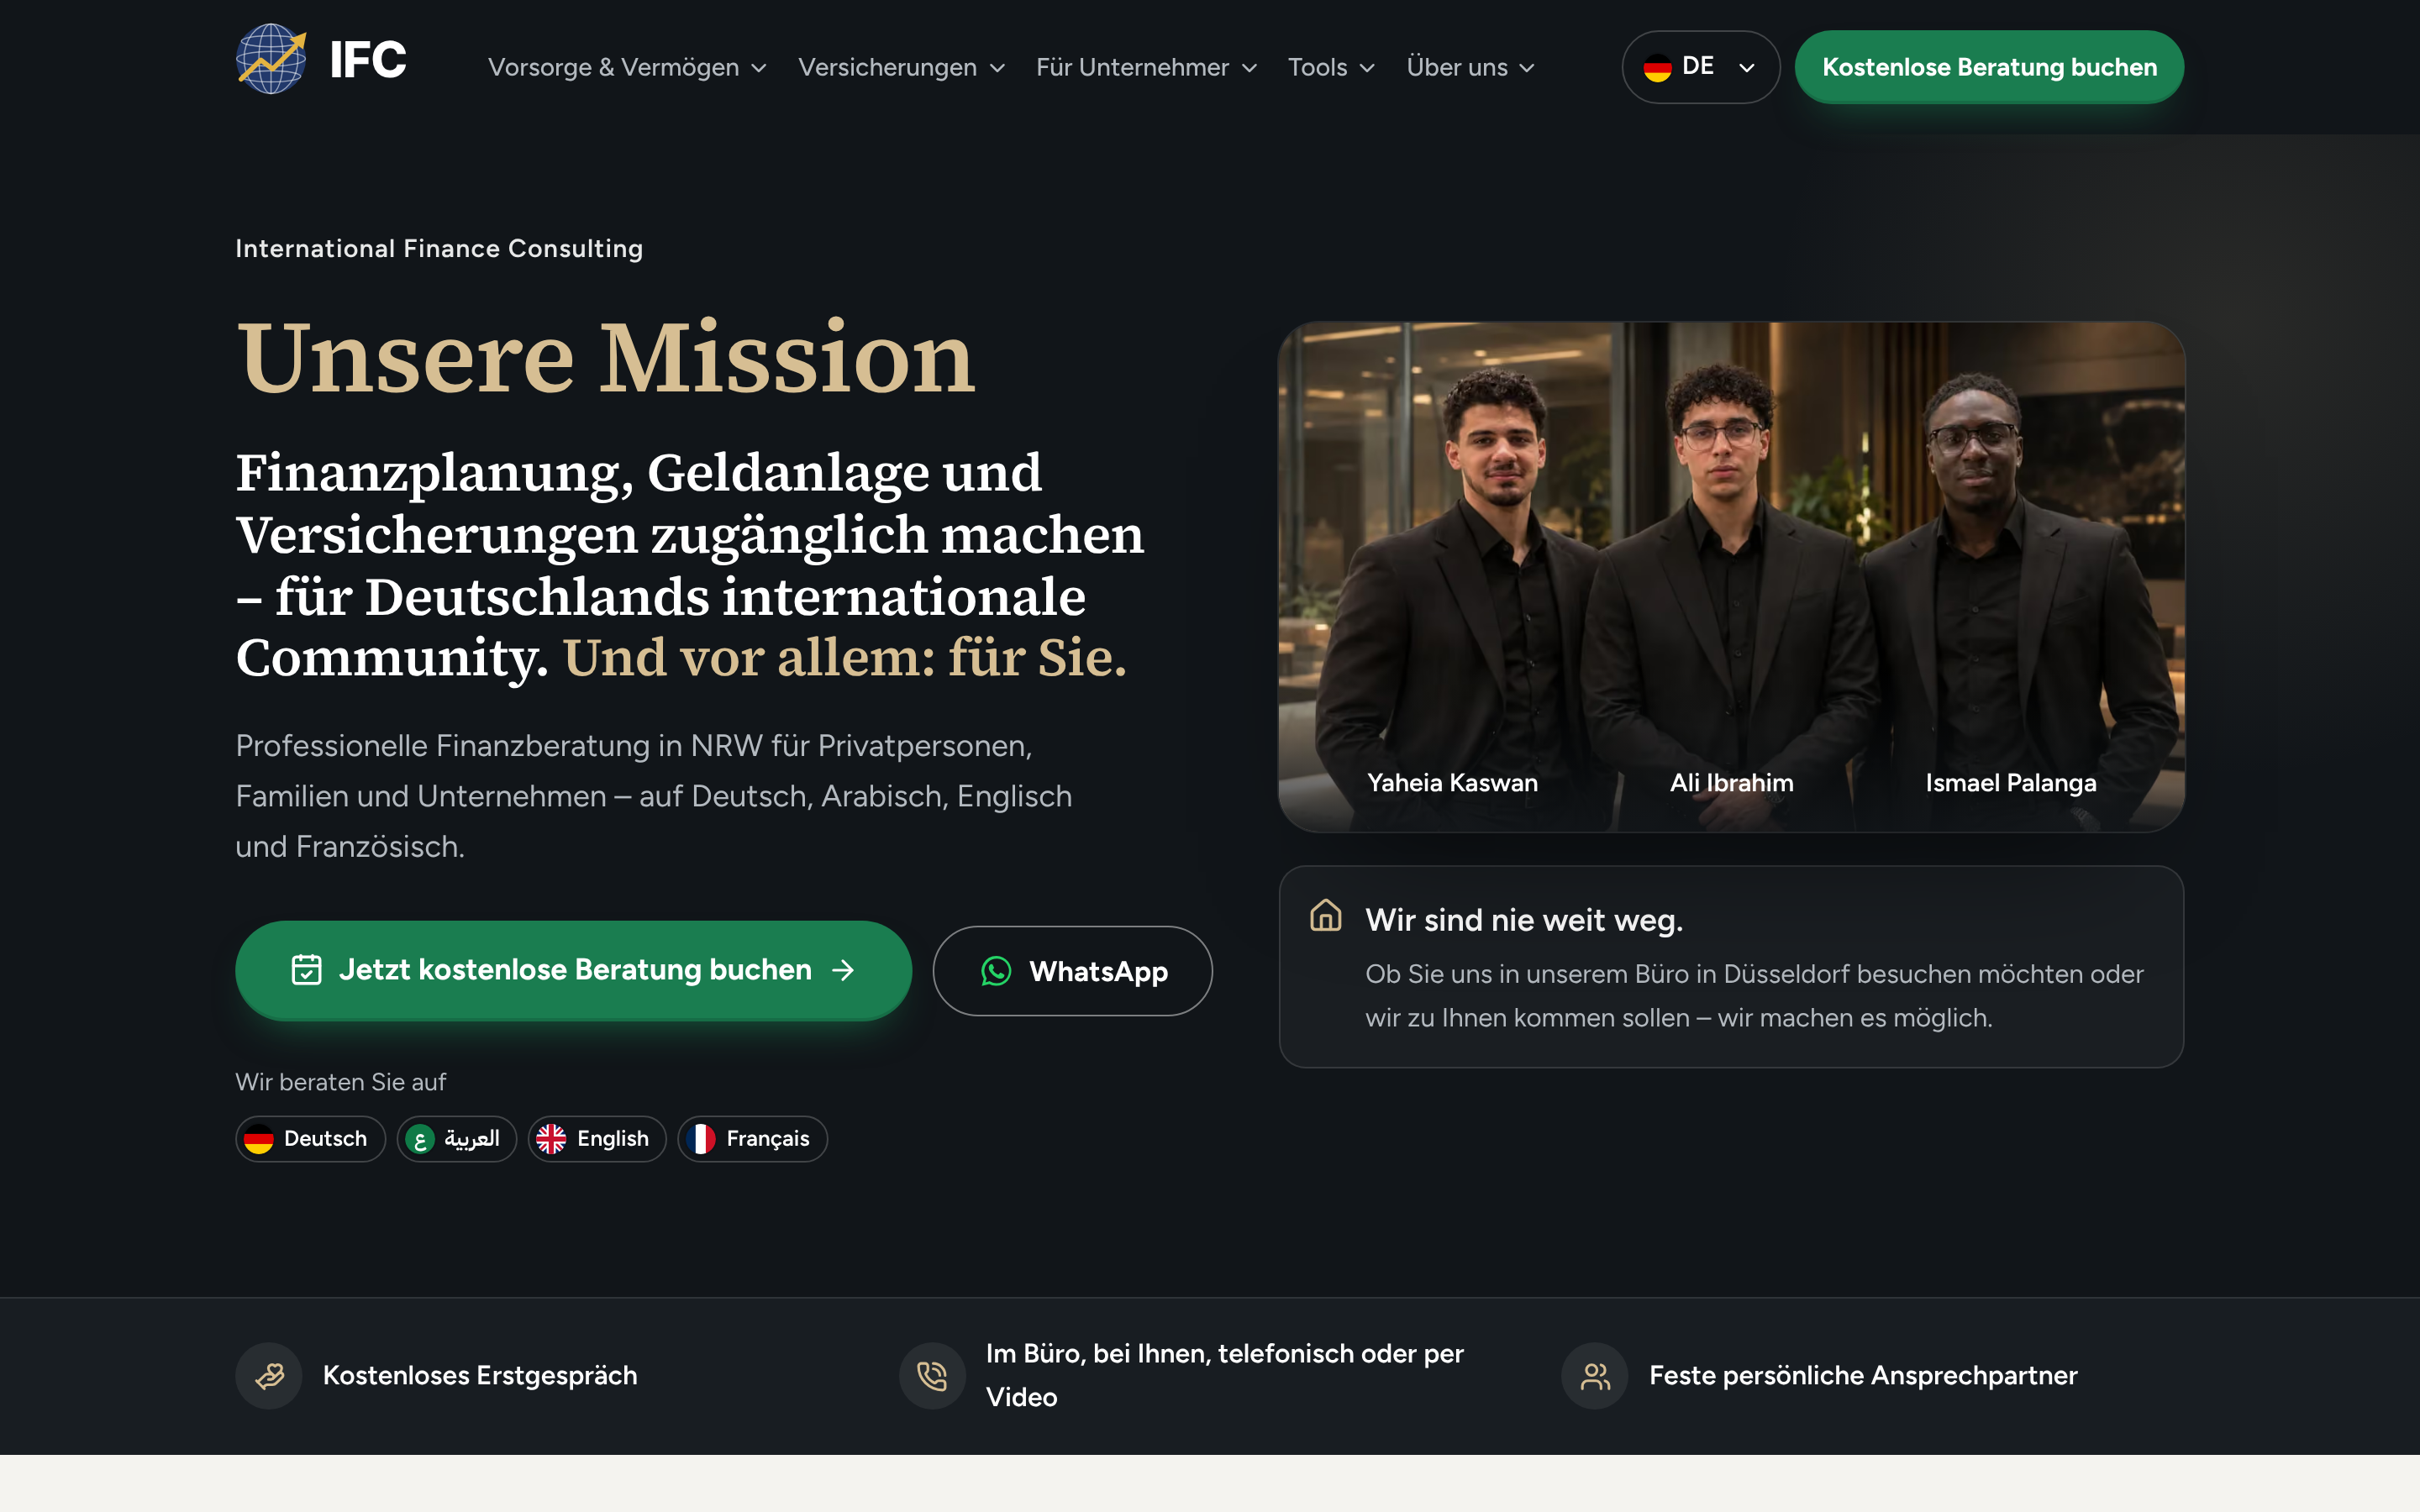 IFC
Vorsorge & Vermögen
Versicherungen
Für Unternehmer
Tools
Über uns
DE
Kostenlose Beratung buchen
International Finance Consulting
Unsere Mission
Finanzplanung, Geldanlage und
Versicherungen zugänglich machen
– für Deutschlands internationale
Community. Und vor allem: für Sie.
Professionelle Finanzberatung in NRW für Privatpersonen,
Familien und Unternehmen – auf Deutsch, Arabisch, Englisch
und Französisch.
Jetzt kostenlose Beratung buchen
WhatsApp
Wir beraten Sie auf
Deutsch
ع العربية
English
Français
Yaheia Kaswan
Ali Ibrahim
Ismael Palanga
Wir sind nie weit weg.
Ob Sie uns in unserem Büro in Düsseldorf besuchen möchten oder
wir zu Ihnen kommen sollen – wir machen es möglich.
Kostenloses Erstgespräch
Im Büro, bei Ihnen, telefonisch oder per
Video
Feste persönliche Ansprechpartner